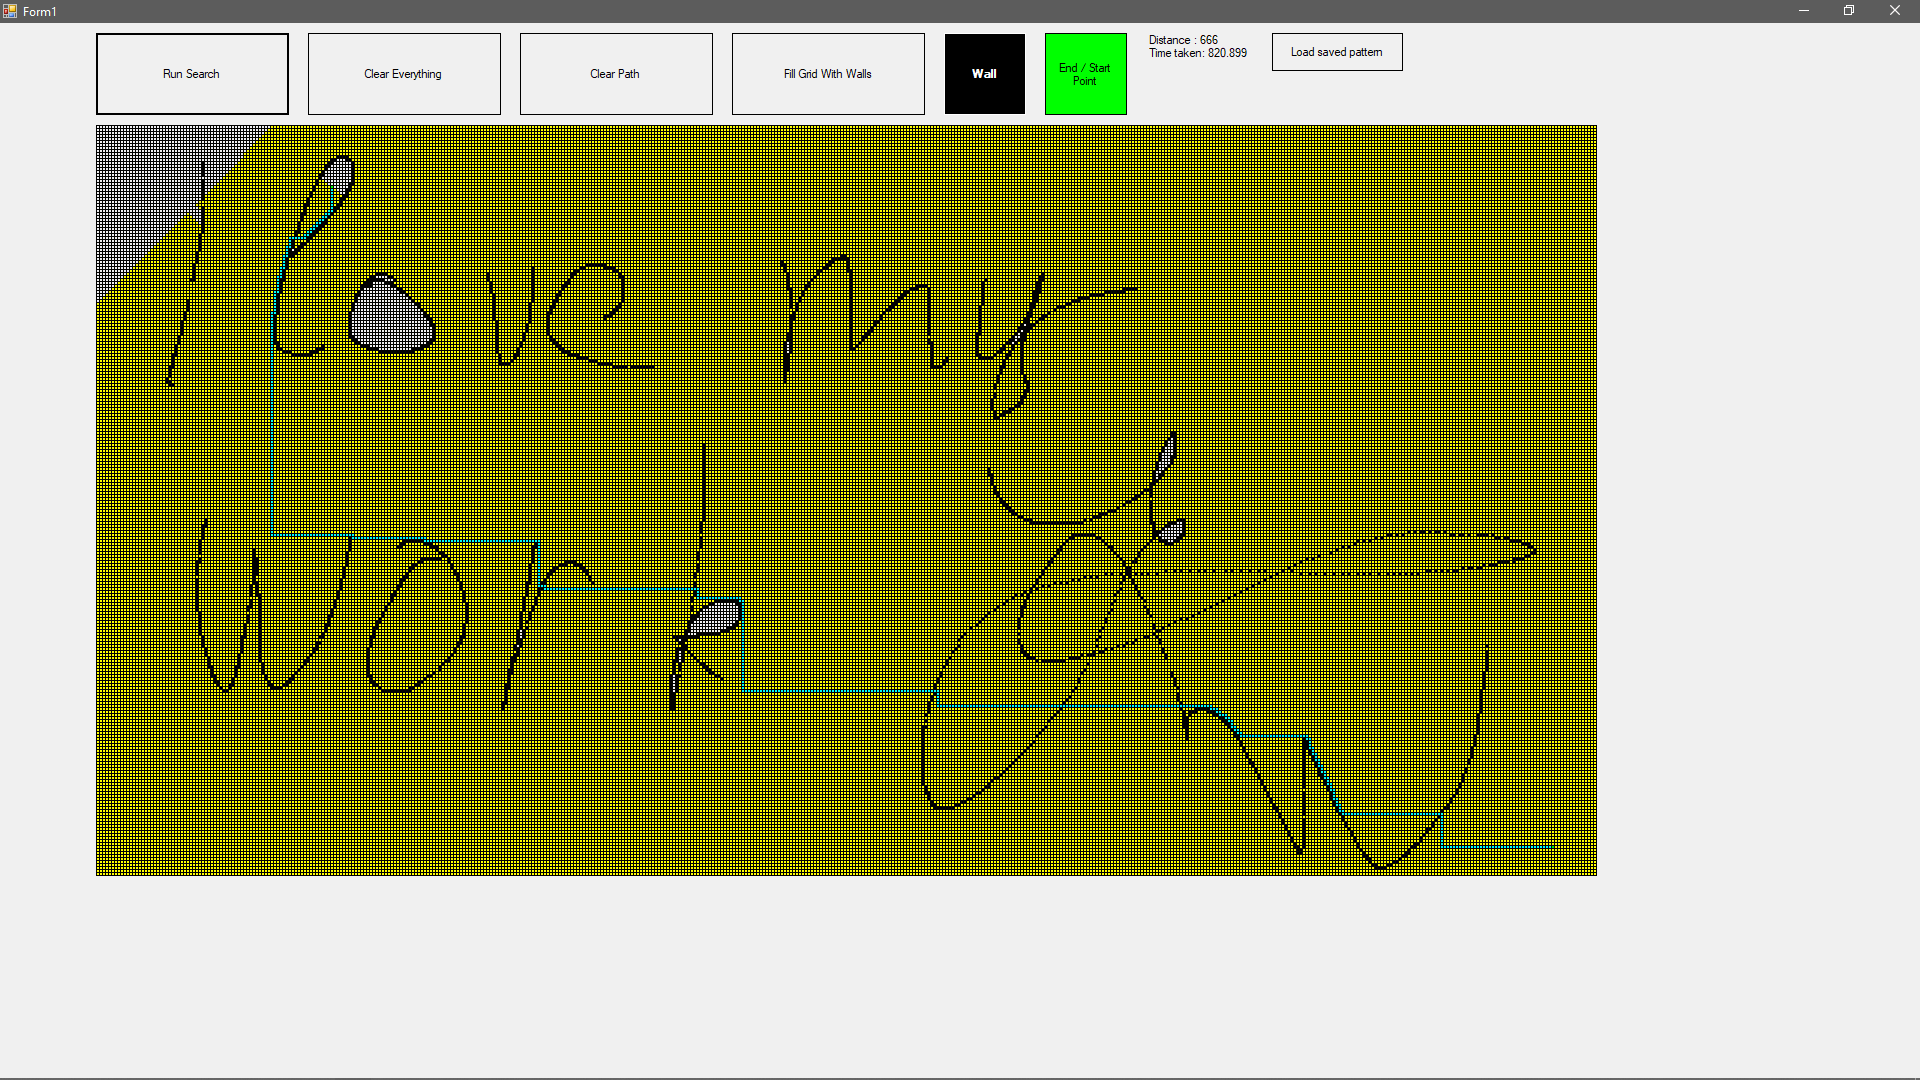 Form1
Run Search
Clear Everything
Clear Path
Fill Grid With Walls
Wall
End / Start
Point
Distance : 666
Time taken: 820.899
Load saved pattern
I Love my
work